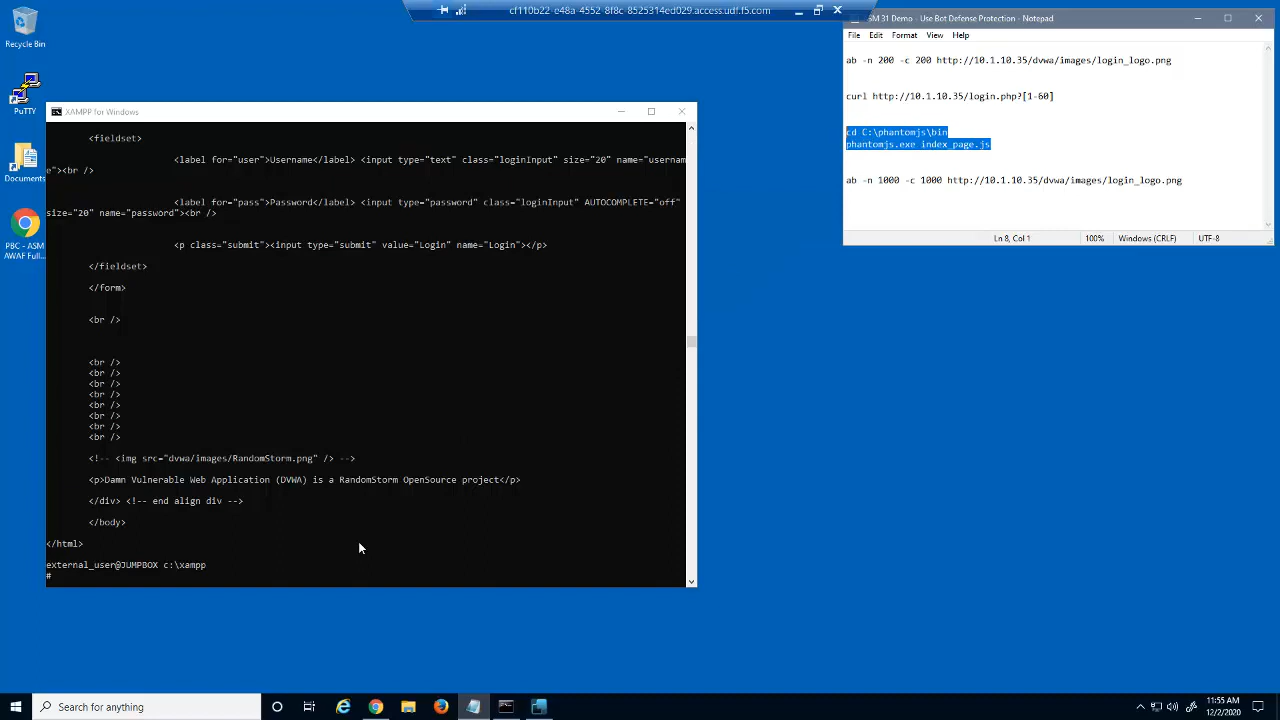 cf110b22-e48a-4552-8f8c-8525314ed029.access.udf.f5.com
Recycle Bin
PuTTY
Documents
PBC - ASM
AWAF Full...
XAMPP for Windows
<fieldset>
<label for="user">Username</label> <input type="text" class="loginInput" size="20" name="usernam
e"><br />
<label for="pass">Password</label> <input type="password" class="loginInput" AUTOCOMPLETE="off"
size="20" name="password"><br />
<p class="submit"><input type="submit" value="Login" name="Login"></p>
</fieldset>
</form>
<br />
<br />
<br />
<br />
<br />
<br />
<br />
<br />
<br />
<!-- <img src="dvwa/images/RandomStorm.png" /> -->
<p>Damn Vulnerable Web Application (DVWA) is a RandomStorm OpenSource project</p>
</div> <!-- end align div -->
</body>
</html>
external_user@JUMPBOX c:\xampp
#
SM 31 Demo - Use Bot Defense Protection - Notepad
File Edit Format View Help
ab -n 200 -c 200 http://10.1.10.35/dvwa/images/login_logo.png
curl http://10.1.10.35/login.php?[1-60]
cd C:\phantomjs\bin
phantomjs.exe index_page.js
ab -n 1000 -c 1000 http://10.1.10.35/dvwa/images/login_logo.png
Ln 8, Col 1 100% Windows (CRLF) UTF-8
Search for anything
11:55 AM
12/2/2020